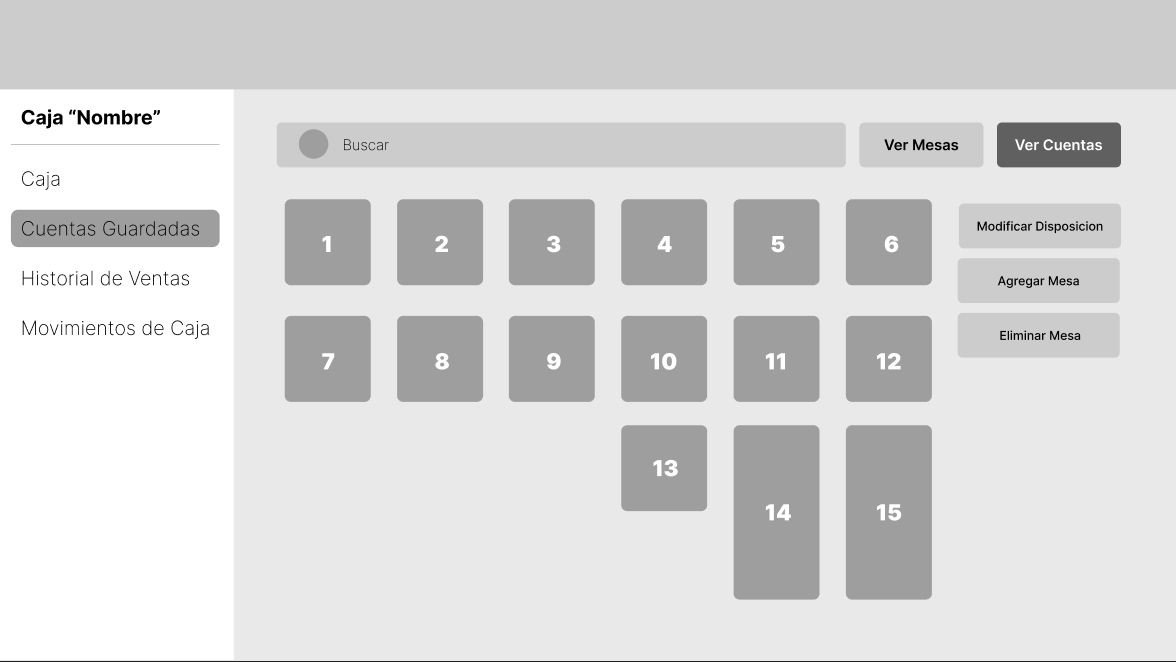 Caja “Nombre”
Caja
Cuentas Guardadas
Historial de Ventas
Movimientos de Caja
Buscar
Ver Mesas
Ver Cuentas
1
2
3
4
5
6
7
8
9
10
11
12
13
14
15
Modificar Disposicion
Agregar Mesa
Eliminar Mesa